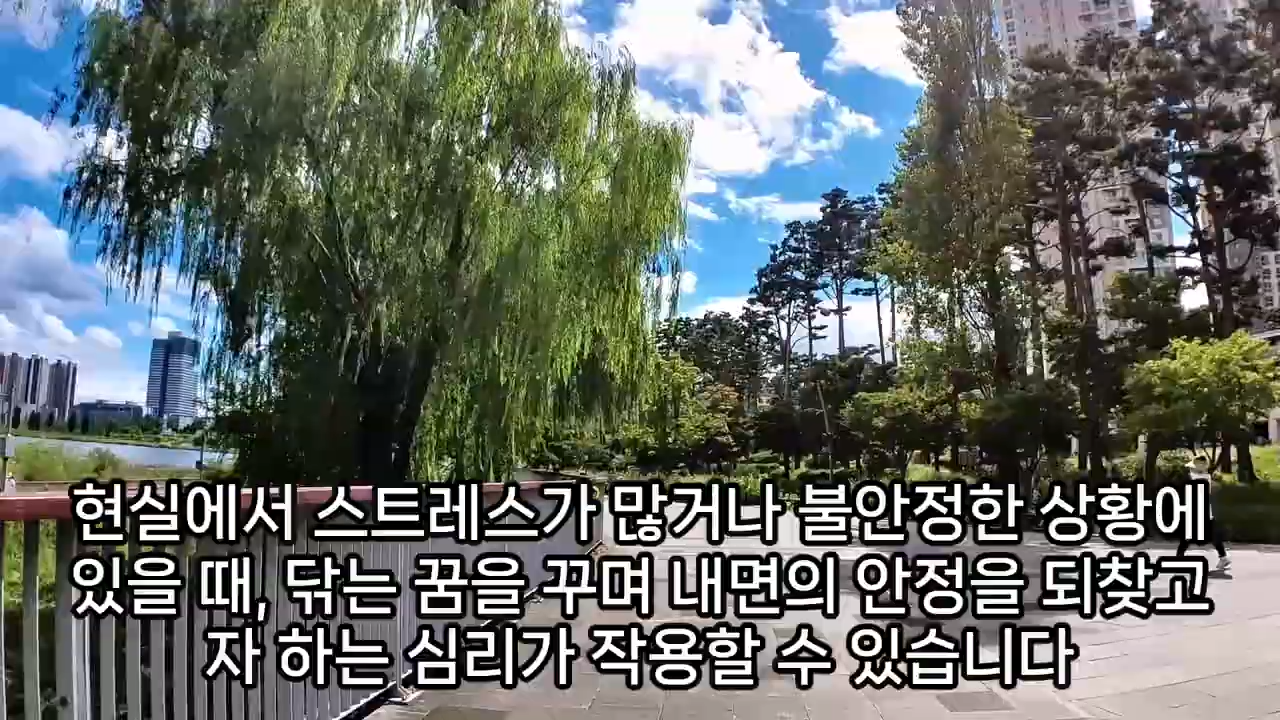 현실에서 스트레스가 많거나 불안정한 상황에
있을 때, 닦는 꿈을 꾸며 내면의 안정을 되찾고
자 하는 심리가 작용할 수 있습니다